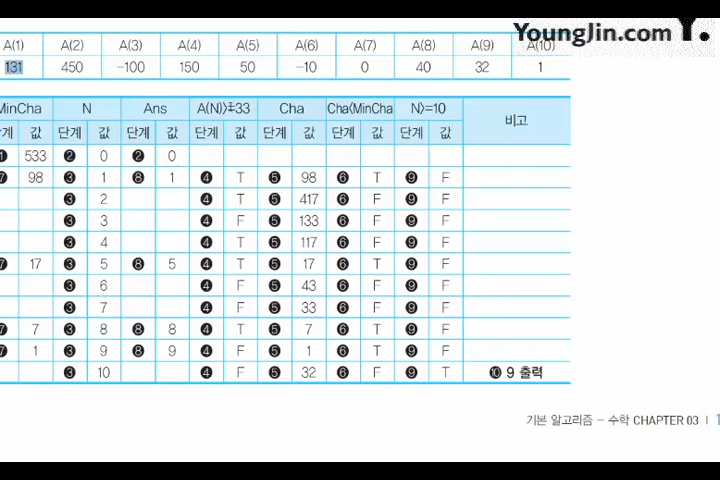 YoungJin.com Y.
A(1) A(2) A(3) A(4) A(5) A(6) A(7) A(8) A(9) A(10)
131 450 -100 150 50 -10 0 40 32 1
MinCha N Ans A(N)>=33 Cha Cha<MinCha N>=10 비고
단계 값 단계 값 단계 값 단계 값 단계 값 단계 값 단계 값
❶ 533 ❷ 0 ❷ 0
❼ 98 ❸ 1 ❽ 1 ❹ T ❺ 98 ❻ T ❾ F
❸ 2 ❹ T ❺ 417 ❻ F ❾ F
❸ 3 ❹ F ❺ 133 ❻ F ❾ F
❸ 4 ❹ T ❺ 117 ❻ F ❾ F
❼ 17 ❸ 5 ❽ 5 ❹ T ❺ 17 ❻ T ❾ F
❸ 6 ❹ F ❺ 43 ❻ F ❾ F
❸ 7 ❹ F ❺ 33 ❻ F ❾ F
❼ 7 ❸ 8 ❽ 8 ❹ T ❺ 7 ❻ T ❾ F
❼ 1 ❸ 9 ❽ 9 ❹ F ❺ 1 ❻ T ❾ F
❸ 10 ❹ F ❺ 32 ❻ F ❾ T ❿ 9 출력
기본 알고리즘 - 수학 CHAPTER 03 | 1